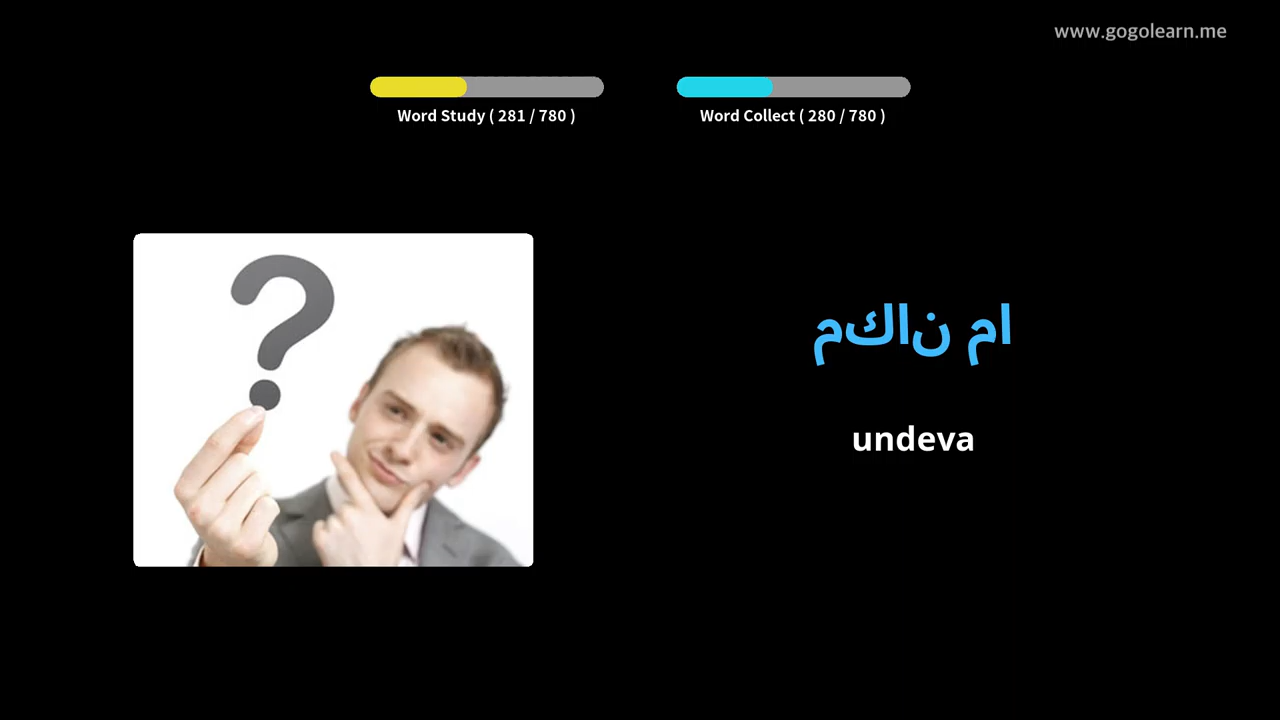 www.gogolearn.me
Word Study ( 281 / 780 )
Word Collect ( 280 / 780 )
مكان ما
undeva